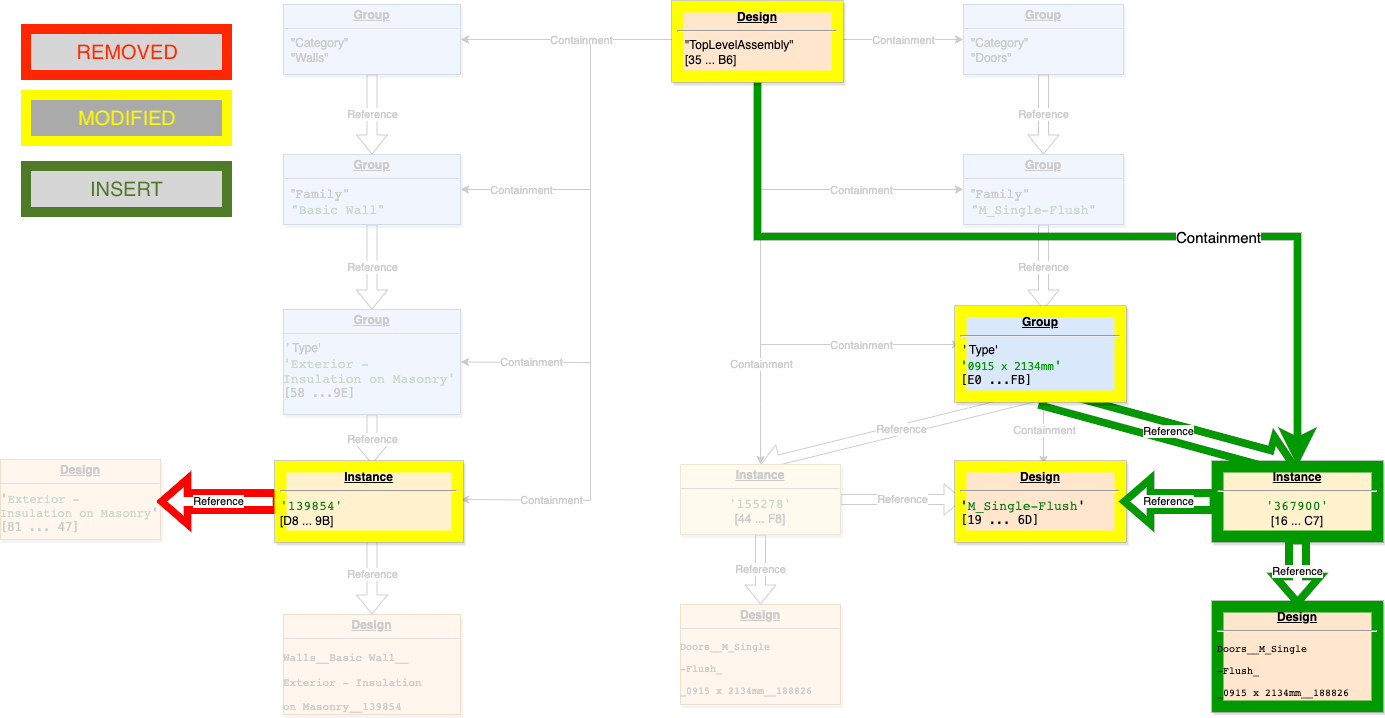 REMOVED
MODIFIED
INSERT
Group
"Category"
"Walls"
Containment
Design
"TopLevelAssembly"
[35 ... B6]
Containment
Group
"Category"
"Doors"
Reference
Reference
Group
"Family"
"Basic Wall"
Containment
Containment
Group
"Family"
"M_Single-Flush"
Containment
Reference
Reference
Group
'Type'
'Exterior -
Insulation on Masonry'
[58 ...9E]
Containment
Containment
Containment
Group
'Type'
'0915 x 2134mm'
[E0 ...FB]
Reference
Reference
Containment
Reference
Design
'Exterior -
Insulation on Masonry'
[81 ... 47]
Reference
Instance
'139854'
[D8 ... 9B]
Containment
Instance
'155278'
[44 ... F8]
Reference
Design
'M_Single-Flush'
[19 ... 6D]
Reference
Instance
'367900'
[16 ... C7]
Reference
Reference
Reference
Design
Walls__Basic Wall__
Exterior - Insulation
on Masonry__139854
Design
Doors__M_Single
-Flush_
_0915 x 2134mm__188826
Design
Doors__M_Single
-Flush_
_0915 x 2134mm__188826